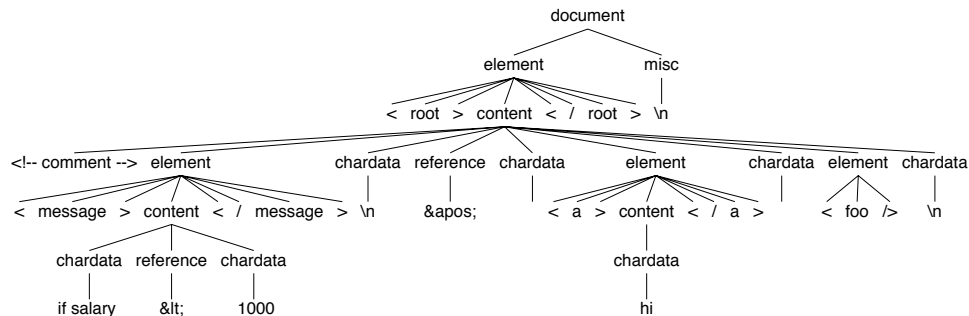 document
element misc
< root > content < / root > \n
<!-- comment --> element chardata reference chardata element chardata element chardata
< message > content < / message > \n &apos; < a > content < / a > < foo /> \n
chardata reference chardata chardata
if salary &lt; 1000 hi